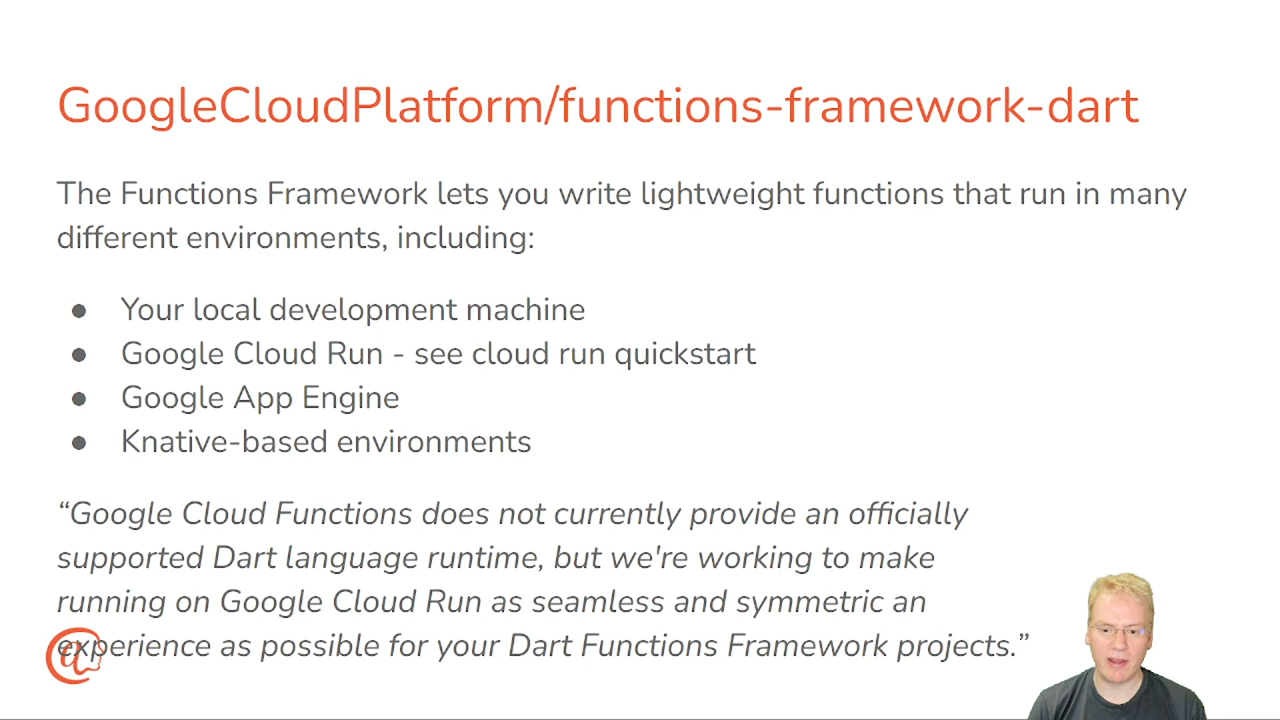 GoogleCloudPlatform/functions-framework-dart
The Functions Framework lets you write lightweight functions that run in many
different environments, including:
● Your local development machine
● Google Cloud Run - see cloud run quickstart
● Google App Engine
● Knative-based environments
“Google Cloud Functions does not currently provide an officially
supported Dart language runtime, but we're working to make
running on Google Cloud Run as seamless and symmetric an
experience as possible for your Dart Functions Framework projects.”